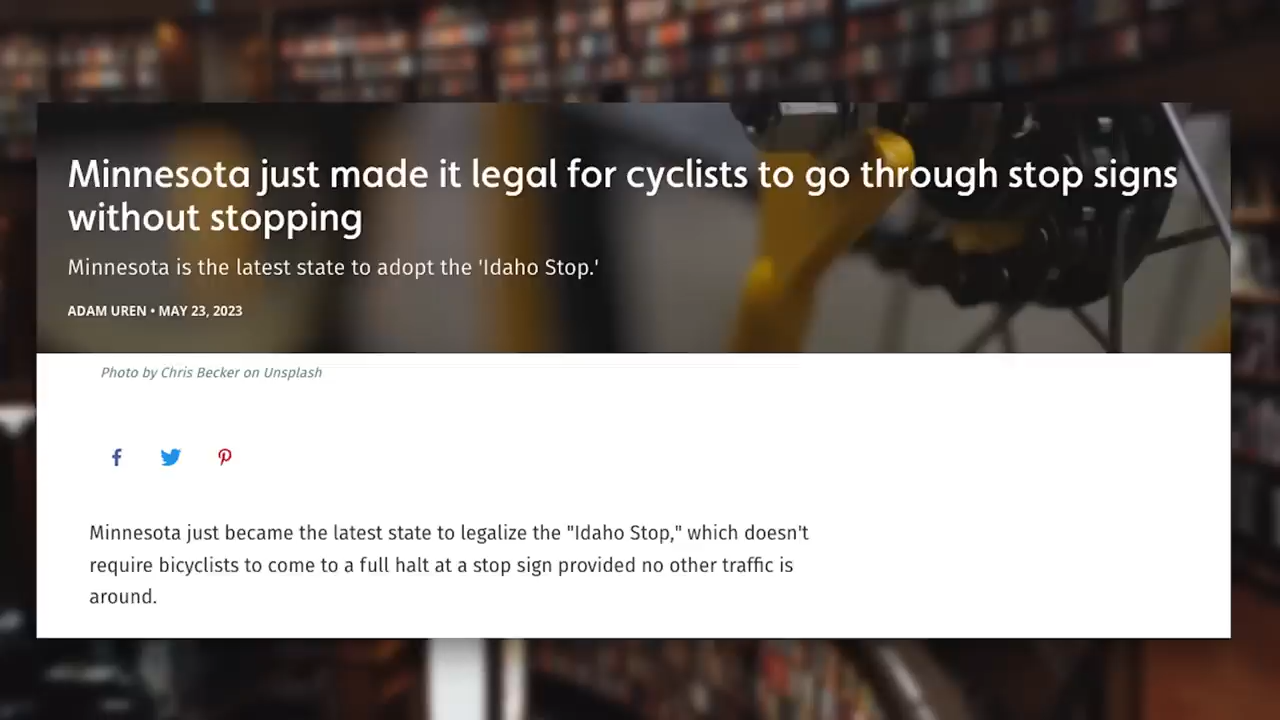 Minnesota just made it legal for cyclists to go through stop signs
without stopping
Minnesota is the latest state to adopt the 'Idaho Stop.'
ADAM UREN • MAY 23, 2023
Photo by Chris Becker on Unsplash
Minnesota just became the latest state to legalize the "Idaho Stop," which doesn't
require bicyclists to come to a full halt at a stop sign provided no other traffic is
around.